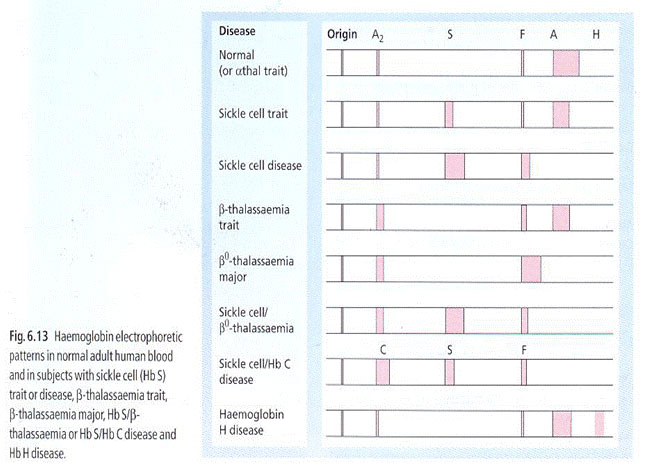 Disease
Origin A₂ S F A H
Normal
(or αthal trait)
Sickle cell trait
Sickle cell disease
β-thalassaemia
trait
β⁰-thalassaemia
major
Sickle cell/
β⁰-thalassaemia
C S F
Sickle cell/Hb C
disease
Haemoglobin
H disease
Fig. 6.13 Haemoglobin electrophoretic
patterns in normal adult human blood
and in subjects with sickle cell (Hb S)
trait or disease, β-thalassaemia trait,
β-thalassaemia major, Hb S/β-
thalassaemia or Hb S/Hb C disease and
Hb H disease.